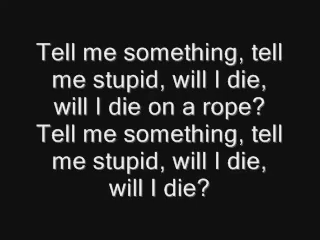 Tell me something, tell
me stupid, will I die,
will I die on a rope?
Tell me something, tell
me stupid, will I die,
will I die?